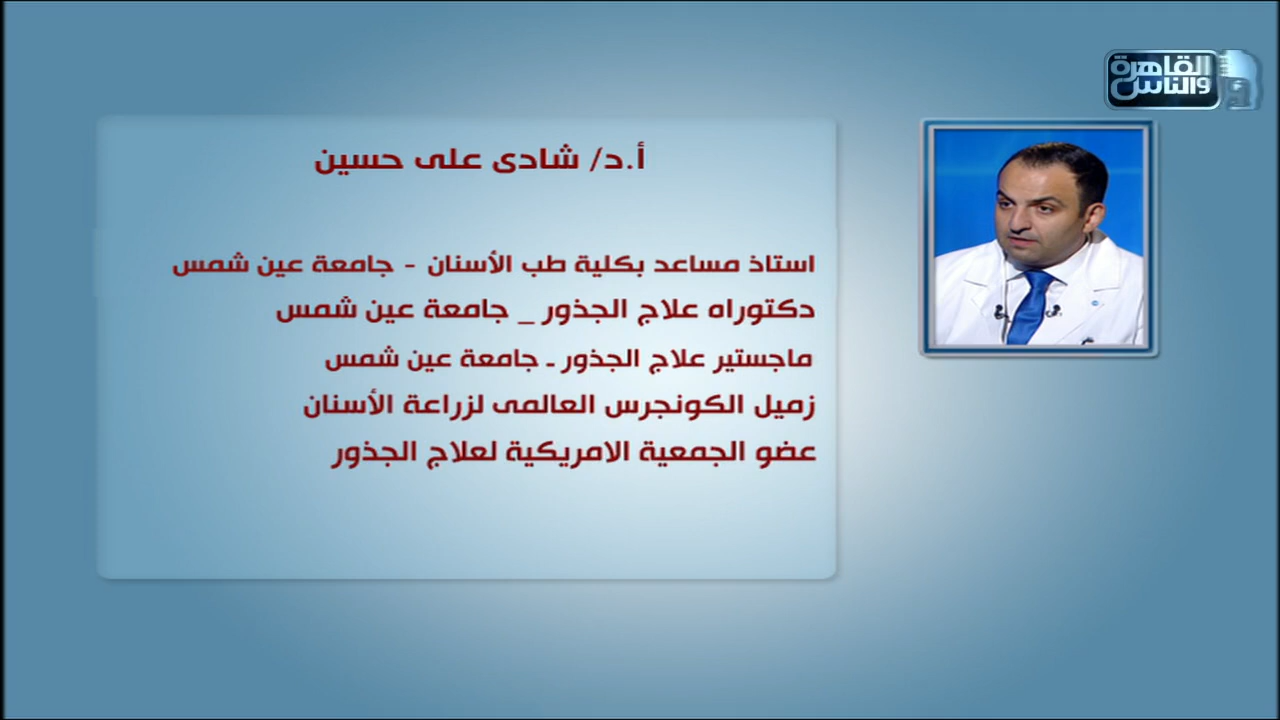 القاهرة
والناس
أ.د/ شادى على حسين
استاذ مساعد بكلية طب الأسنان - جامعة عين شمس
دكتوراه علاج الجذور _ جامعة عين شمس
ماجستير علاج الجذور - جامعة عين شمس
زميل الكونجرس العالمى لزراعة الأسنان
عضو الجمعية الامريكية لعلاج الجذور